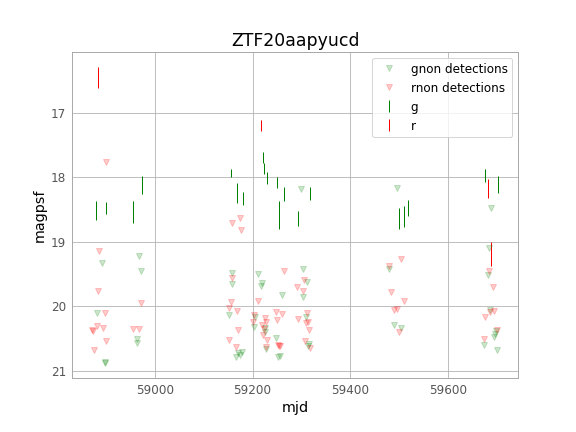 ZTF20aapyucd
gnon detections
rnon detections
g
r
17
18
19
20
21
magpsf
59000
59200
59400
59600
mjd